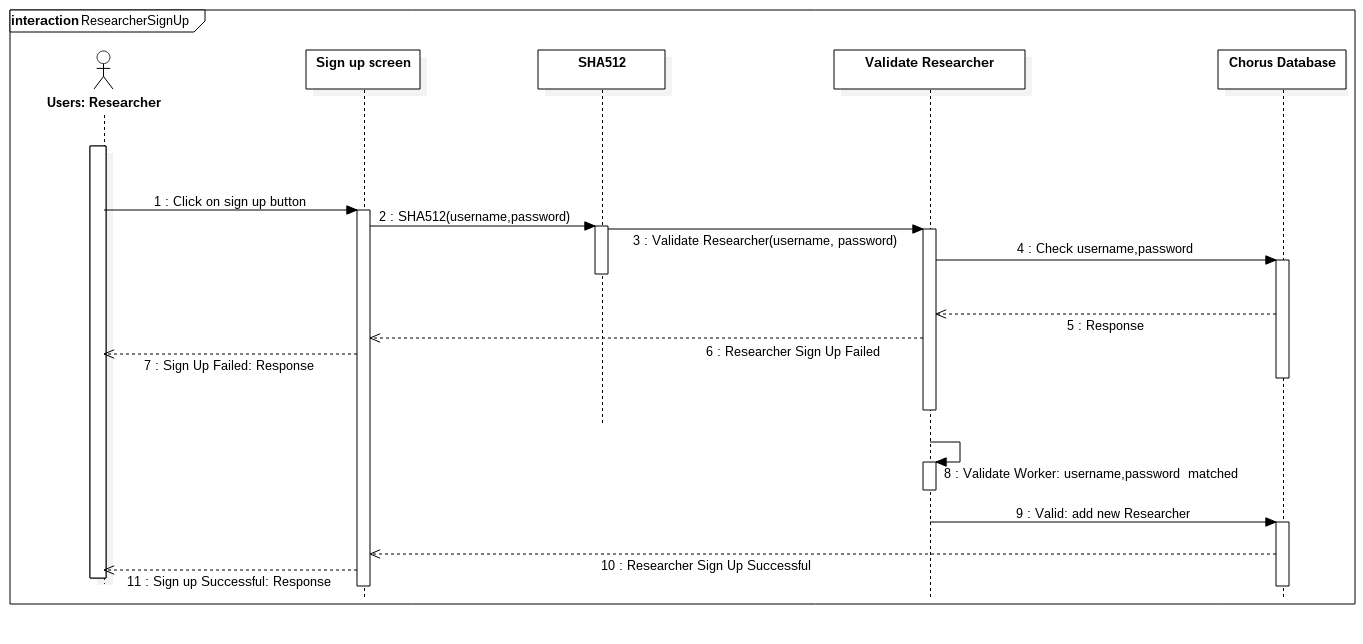 interaction ResearcherSignUp
Users: Researcher
Sign up screen
SHA512
Validate Researcher
Chorus Database
1 : Click on sign up button
2 : SHA512(username,password)
3 : Validate Researcher(username, password)
4 : Check username,password
5 : Response
6 : Researcher Sign Up Failed
7 : Sign Up Failed: Response
8 : Validate Worker: username,password  matched
9 : Valid: add new Researcher
10 : Researcher Sign Up Successful
11 : Sign up Successful: Response